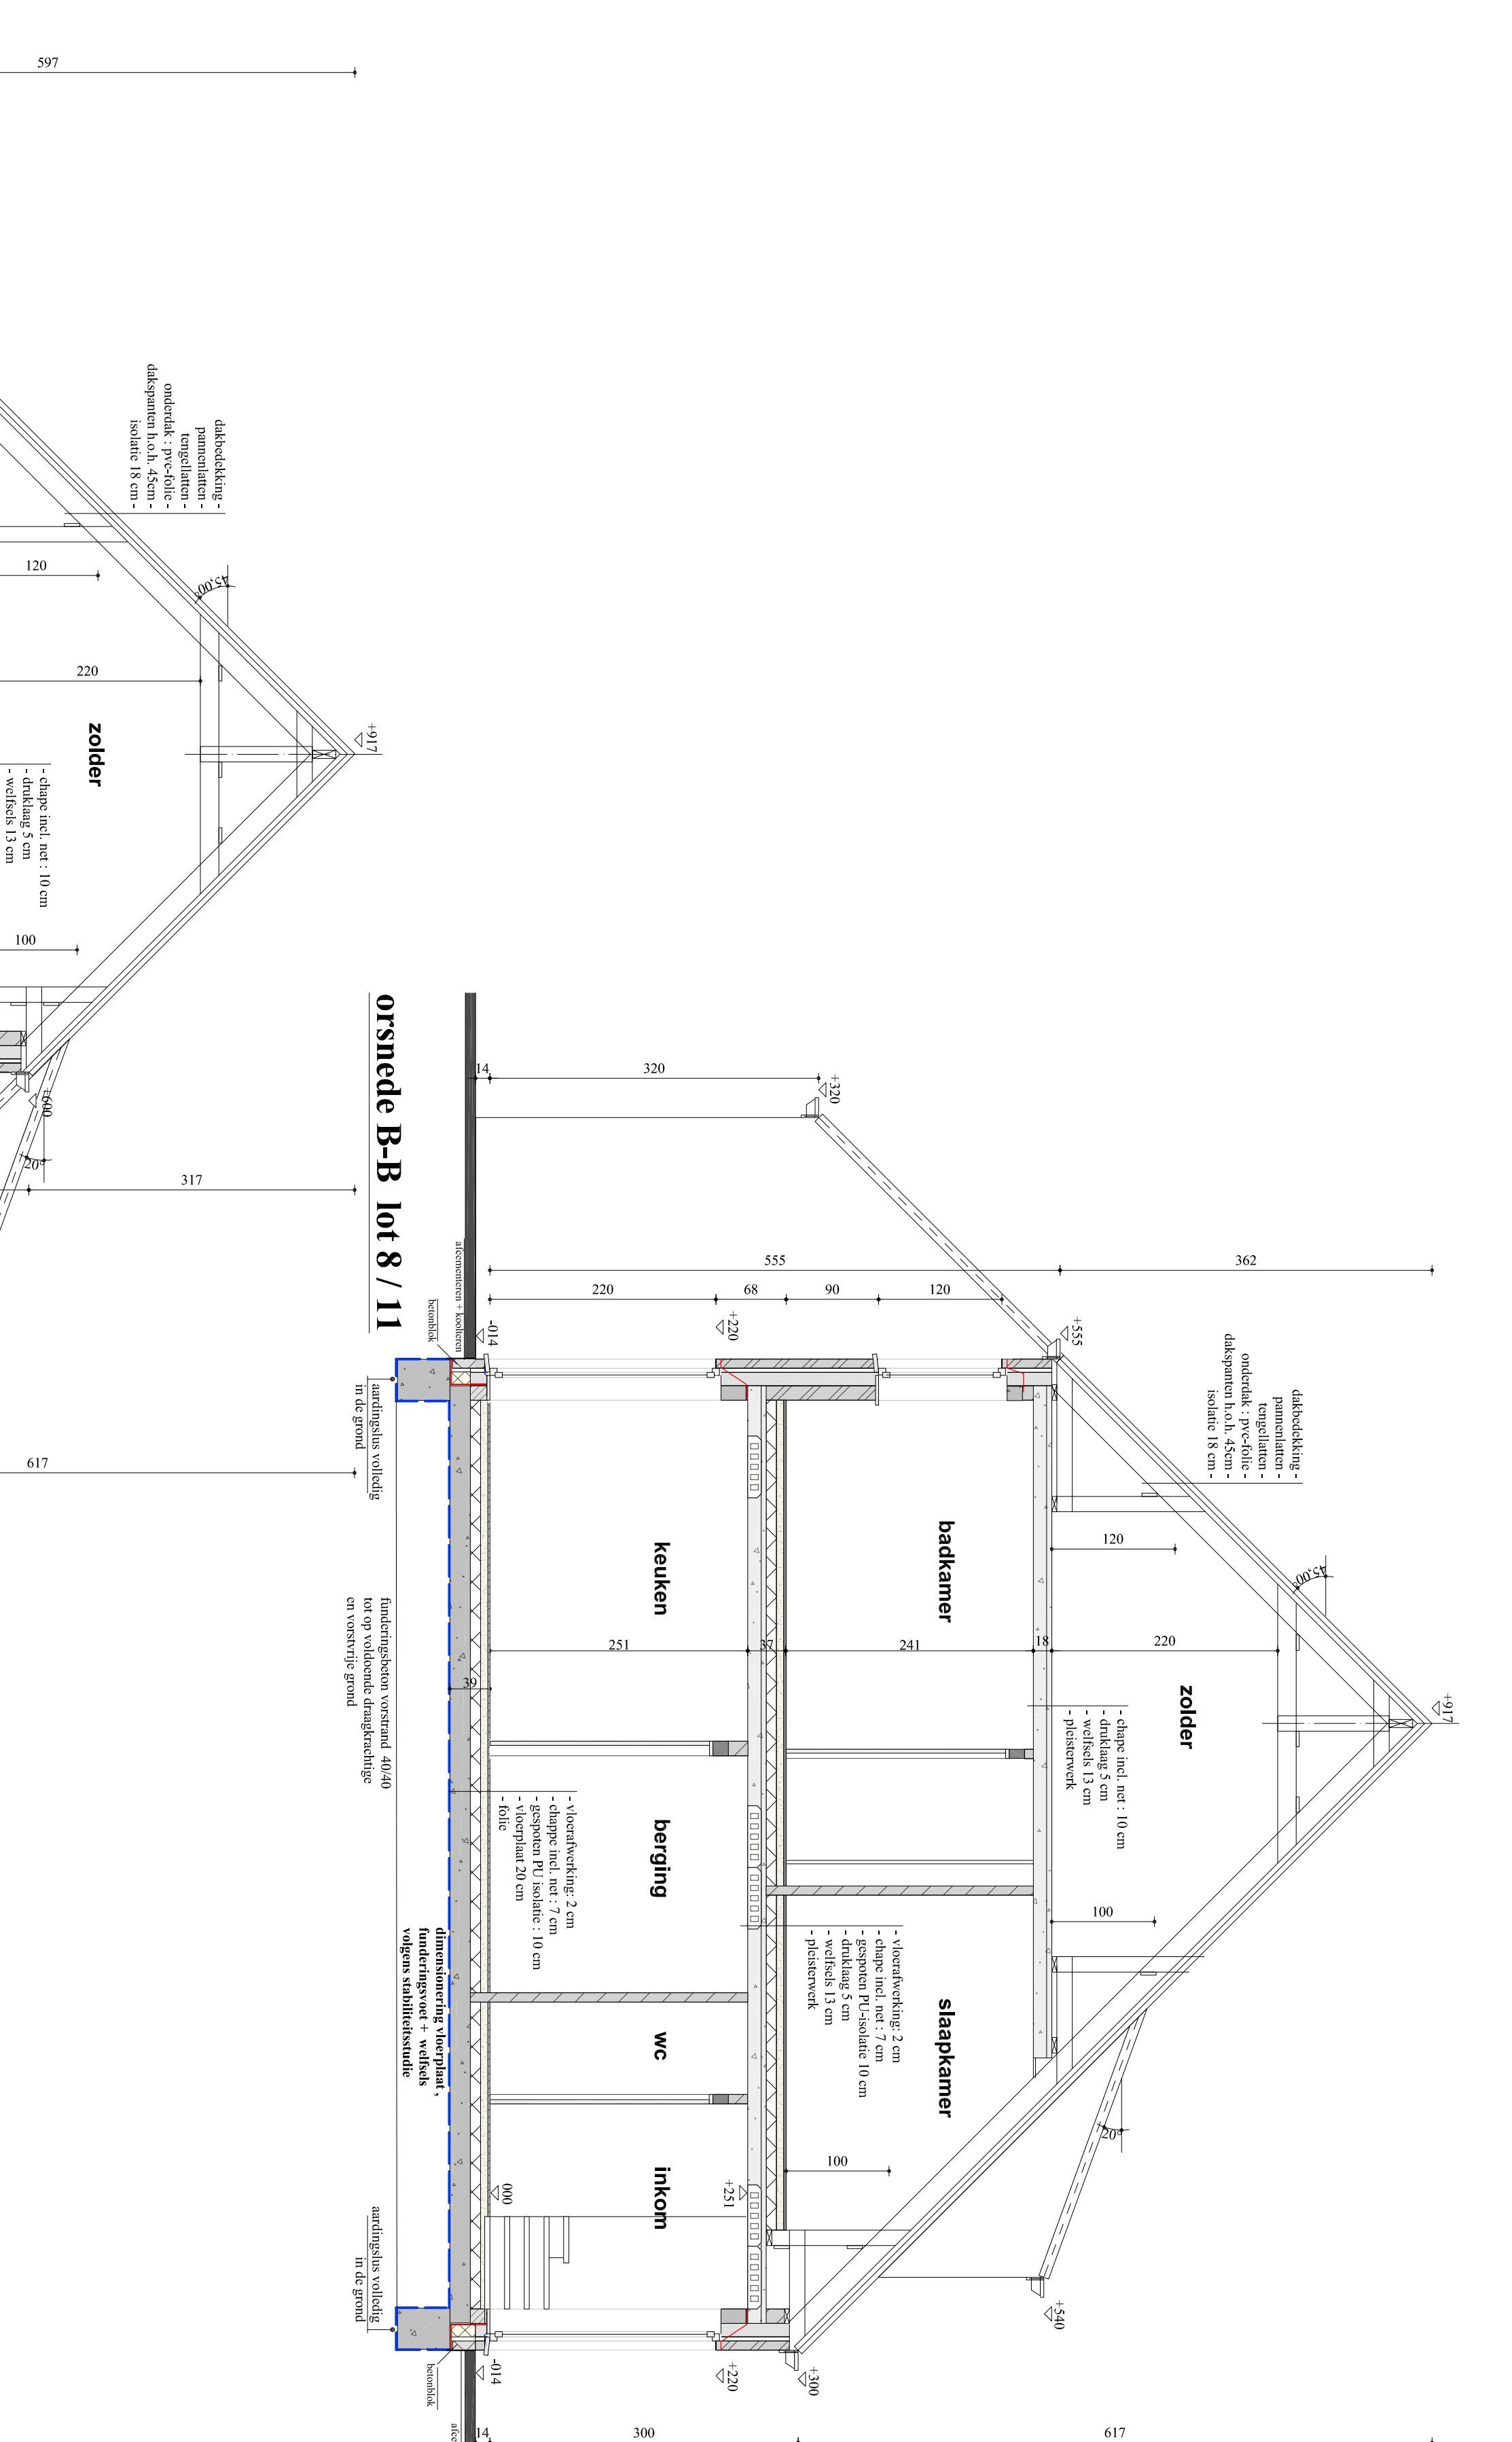 597
dakbedekking -
pannenlatten -
tengellatten -
onderdak : pvc-folie -
dakspanten h.o.h. 45cm -
isolatie 18 cm -
120
45,00°
220
zolder
+917
- chape incl. net : 10 cm
- druklaag 5 cm
- welfsels 13 cm
100
+600
20°
317
617
orsnede B-B lot 8 / 11
14
320
+320
555
362
220
68
90
120
-014
+220
+555
afcementeren + koolteren
betonblok
aardingslus volledig
in de grond
dakbedekking -
pannenlatten -
tengellatten -
onderdak : pvc-folie -
dakspanten h.o.h. 45cm -
isolatie 18 cm -
120
45,00°
keuken
badkamer
251
37
241
18
220
39
zolder
+917
- chape incl. net : 10 cm
- druklaag 5 cm
- welfsels 13 cm
- pleisterwerk
funderingsbeton vorstrand 40/40
tot op voldoende draagkrachtige
en vorstvrije grond
- vloerafwerking: 2 cm
- chappe incl. net : 7 cm
- gespoten PU isolatie : 10 cm
- vloerplaat 20 cm
- folie
berging
100
- vloerafwerking: 2 cm
- chape incl. net : 7 cm
- gespoten PU-isolatie 10 cm
- druklaag 5 cm
- welfsels 13 cm
- pleisterwerk
dimensionering vloerplaat ,
funderingsvoet + welfsels
volgens stabiliteitsstudie
wc
slaapkamer
20°
100
inkom
000
+251
aardingslus volledig
in de grond
+540
-014
+220
+300
betonblok
afce
14
300
617